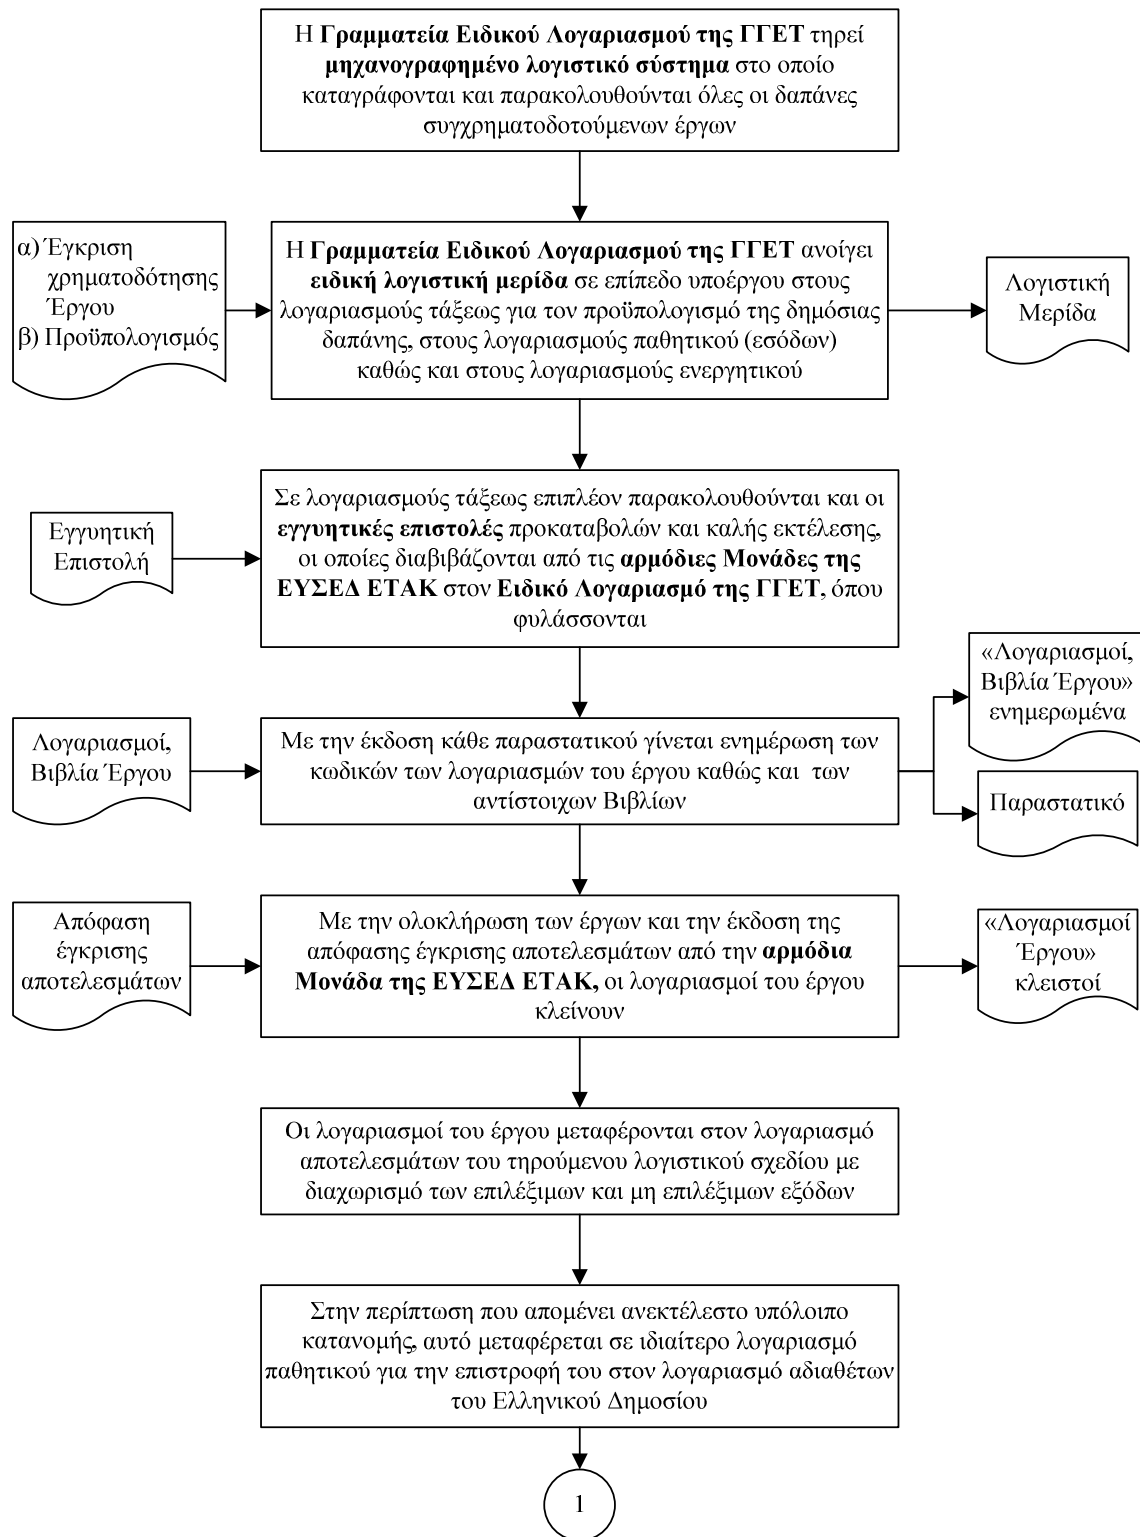 Η Γραμματεία Ειδικού Λογαριασμού της ΓΓΕΤ τηρεί
μηχανογραφημένο λογιστικό σύστημα στο οποίο
καταγράφονται και παρακολουθούνται όλες οι δαπάνες
συγχρηματοδοτούμενων έργων
α) Έγκριση
χρηματοδότησης
Έργου
β) Προϋπολογισμός
Η Γραμματεία Ειδικού Λογαριασμού της ΓΓΕΤ ανοίγει
ειδική λογιστική μερίδα σε επίπεδο υποέργου στους
λογαριασμούς τάξεως για τον προϋπολογισμό της δημόσιας
δαπάνης, στους λογαριασμούς παθητικού (εσόδων)
καθώς και στους λογαριασμούς ενεργητικού
Λογιστική
Μερίδα
Εγγυητική
Επιστολή
Σε λογαριασμούς τάξεως επιπλέον παρακολουθούνται και οι
εγγυητικές επιστολές προκαταβολών και καλής εκτέλεσης,
οι οποίες διαβιβάζονται από τις αρμόδιες Μονάδες της
ΕΥΣΕΔ ΕΤΑΚ στον Ειδικό Λογαριασμό της ΓΓΕΤ, όπου
φυλάσσονται
Λογαριασμοί,
Βιβλία Έργου
Με την έκδοση κάθε παραστατικού γίνεται ενημέρωση των
κωδικών των λογαριασμών του έργου καθώς και των
αντίστοιχων Βιβλίων
«Λογαριασμοί,
Βιβλία Έργου»
ενημερωμένα
Παραστατικό
Απόφαση
έγκρισης
αποτελεσμάτων
Με την ολοκλήρωση των έργων και την έκδοση της
απόφασης έγκρισης αποτελεσμάτων από την αρμόδια
Μονάδα της ΕΥΣΕΔ ΕΤΑΚ, οι λογαριασμοί του έργου
κλείνουν
«Λογαριασμοί
Έργου»
κλειστοί
Οι λογαριασμοί του έργου μεταφέρονται στον λογαριασμό
αποτελεσμάτων του τηρούμενου λογιστικού σχεδίου με
διαχωρισμό των επιλέξιμων και μη επιλέξιμων εξόδων
Στην περίπτωση που απομένει ανεκτέλεστο υπόλοιπο
κατανομής, αυτό μεταφέρεται σε ιδιαίτερο λογαριασμό
παθητικού για την επιστροφή του στον λογαριασμό αδιαθέτων
του Ελληνικού Δημοσίου
1